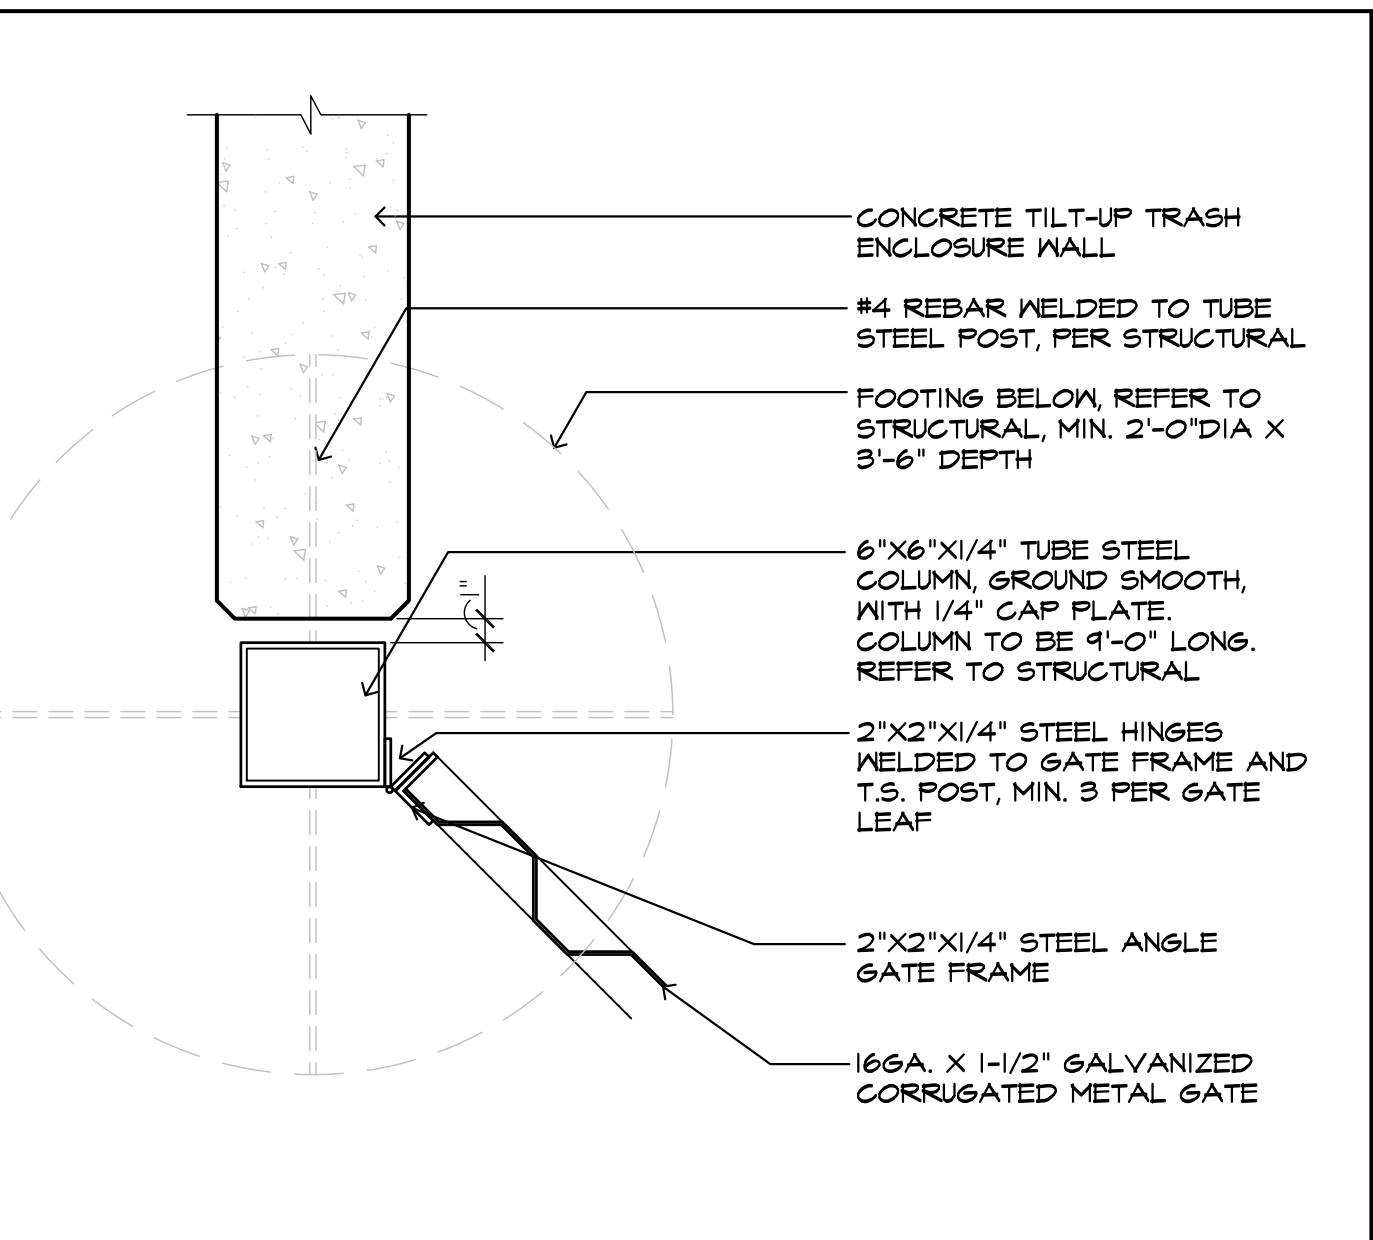 CONCRETE TILT-UP TRASH
ENCLOSURE WALL
#4 REBAR WELDED TO TUBE
STEEL POST, PER STRUCTURAL
FOOTING BELOW, REFER TO
STRUCTURAL, MIN. 2'-0"DIA X
3'-6" DEPTH
6"X6"X1/4" TUBE STEEL
COLUMN, GROUND SMOOTH,
WITH 1/4" CAP PLATE.
COLUMN TO BE 9'-0" LONG.
REFER TO STRUCTURAL
1"
2"X2"X1/4" STEEL HINGES
WELDED TO GATE FRAME AND
T.S. POST, MIN. 3 PER GATE
LEAF
2"X2"X1/4" STEEL ANGLE
GATE FRAME
16GA. X 1-1/2" GALVANIZED
CORRUGATED METAL GATE